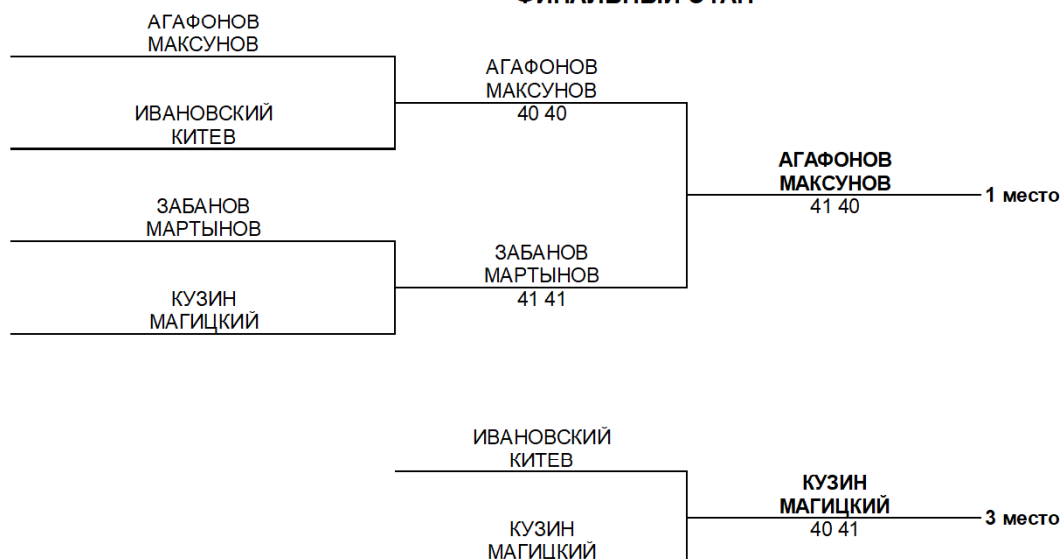 АГАФОНОВ
МАКСУНОВ
ИВАНОВСКИЙ
КИТЕВ
ЗАБАНОВ
МАРТЫНОВ
КУЗИН
МАГИЦКИЙ
АГАФОНОВ
МАКСУНОВ
40 40
ЗАБАНОВ
МАРТЫНОВ
41 41
АГАФОНОВ
МАКСУНОВ
41 40
1 место
ИВАНОВСКИЙ
КИТЕВ
КУЗИН
МАГИЦКИЙ
КУЗИН
МАГИЦКИЙ
40 41
3 место